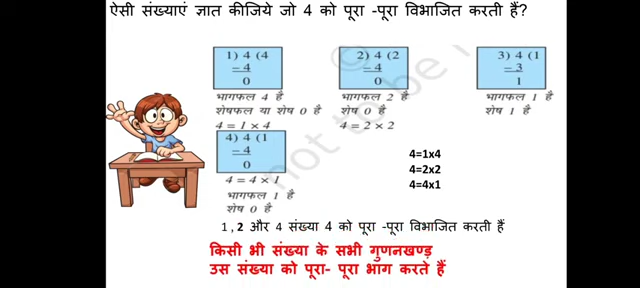 ऐसी संख्याएं ज्ञात कीजिये जो 4 को पूरा -पूरा विभाजित करती हैं?
1) 4 (4
– 4
0
भागफल 4 है
शेषफल या शेष 0 है
4 = 1 × 4
2) 4 (2
– 4
0
भागफल 2 है
शेष 0 है
4 = 2 × 2
3) 4 (1
– 3
1
भागफल 1 है
शेष 1 है
4) 4 (1
– 4
0
4 = 4 × 1
भागफल 1 है
शेष 0 है
4=1x4
4=2x2
4=4x1
1,2 और 4 संख्या 4 को पूरा -पूरा विभाजित करती हैं
किसी भी संख्या के सभी गुणनखण्ड़
उस संख्या को पूरा- पूरा भाग करते हैं
not to be